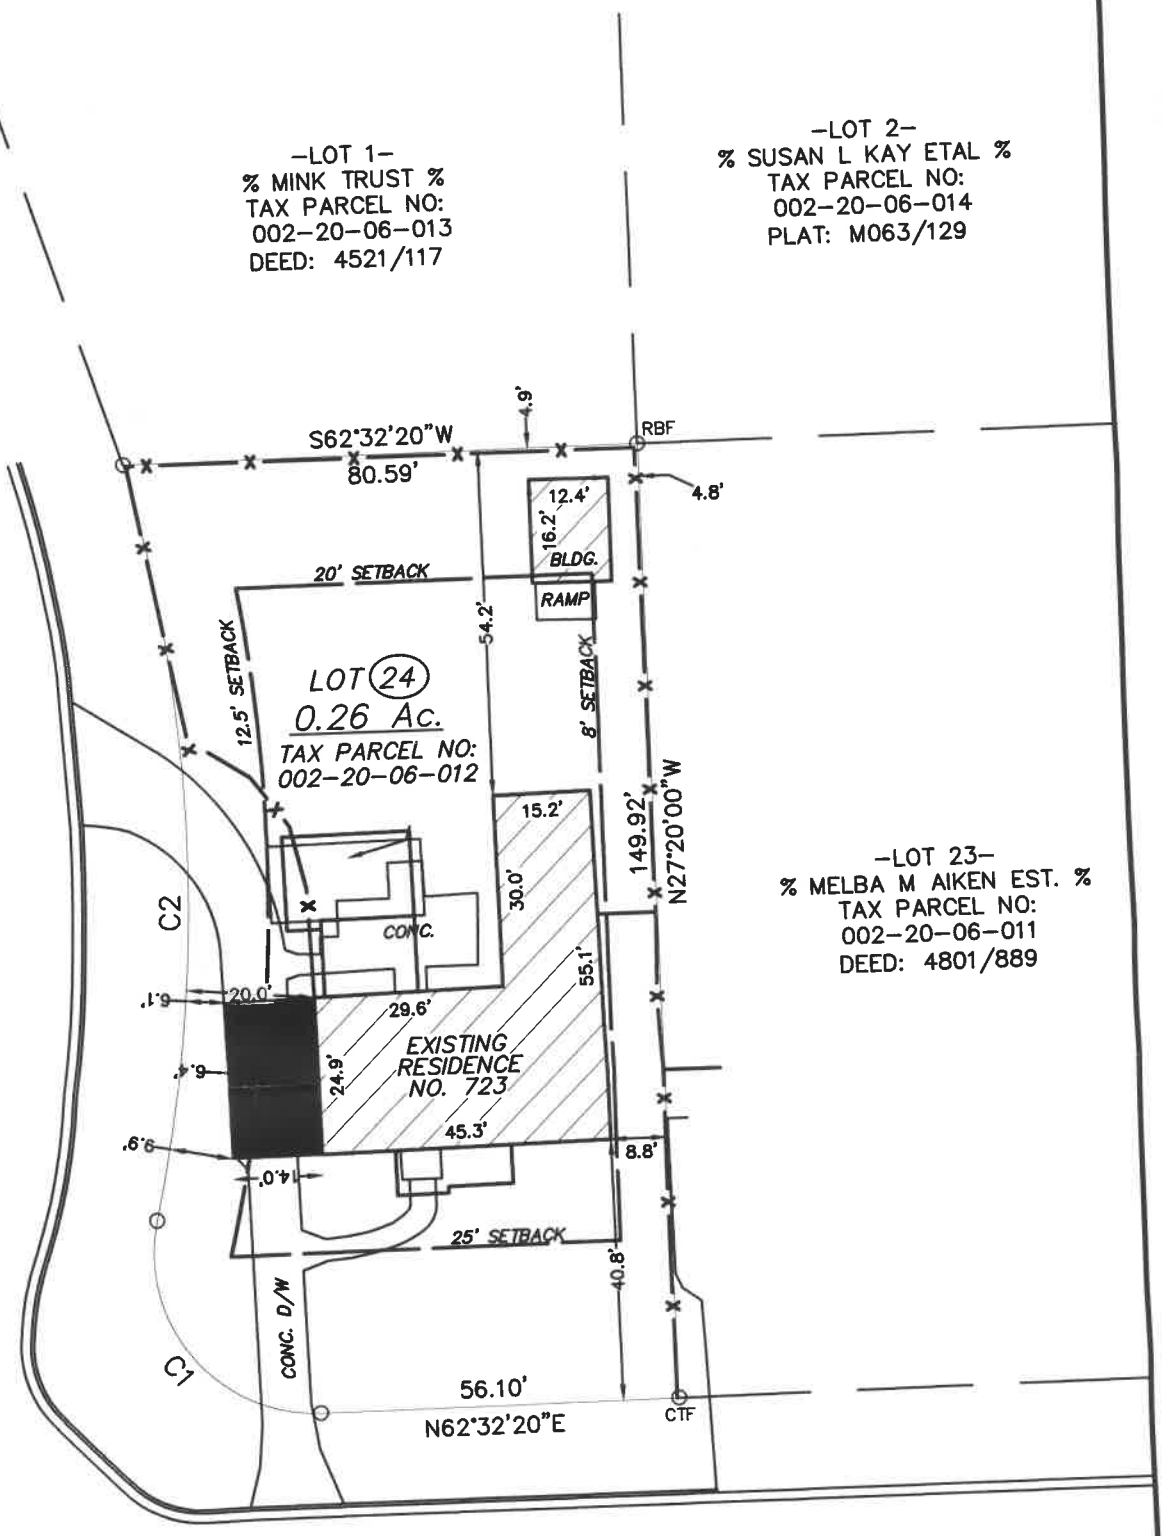 -LOT 1-
% MINK TRUST %
TAX PARCEL NO:
002-20-06-013
DEED: 4521/117
-LOT 2-
% SUSAN L KAY ETAL %
TAX PARCEL NO:
002-20-06-014
PLAT: M063/129
S62°32'20"W
80.59'
4.9'
RBF
4.8'
12.4'
16.2'
BLDG.
RAMP
20' SETBACK
54.2'
12.5' SETBACK
8' SETBACK
LOT 24
0.26 Ac.
TAX PARCEL NO:
002-20-06-012
15.2'
149.92'
N27°20'00"W
30.0'
55.1'
-LOT 23-
% MELBA M AIKEN EST. %
TAX PARCEL NO:
002-20-06-011
DEED: 4801/889
C2
CONC.
6.1'
20.0'
29.6'
EXISTING
RESIDENCE
NO. 723
24.9'
6.4'
45.3'
9.9'
14.0'
8.8'
25' SETBACK
40.8'
CONC. D/W
C1
56.10'
N62°32'20"E
CTF